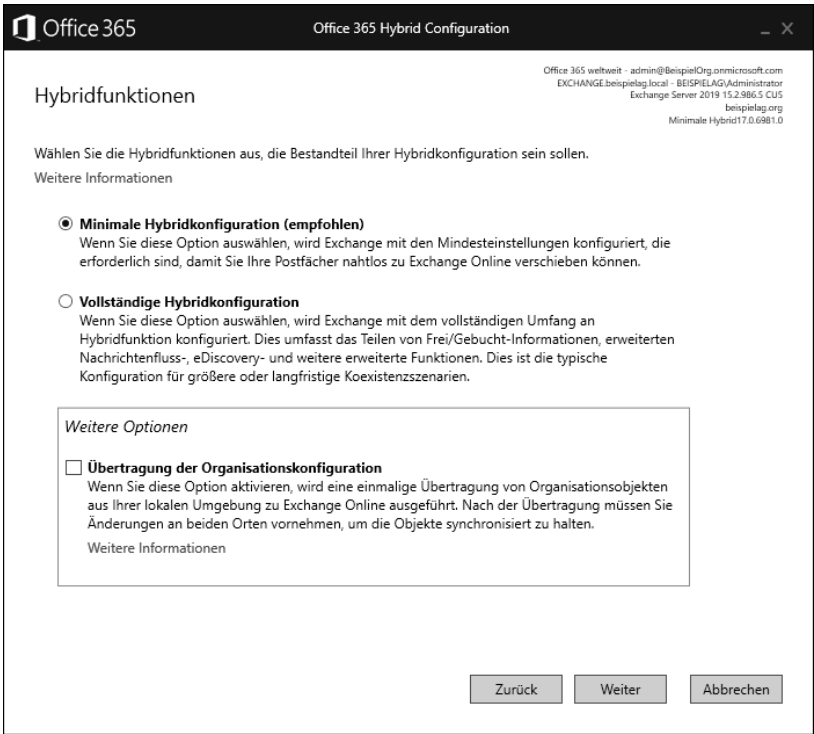 Office 365
Office 365 Hybrid Configuration
Office 365 weltweit - admin@BeispielOrg.onmicrosoft.com
EXCHANGE.beispielag.local - BEISPIELAG\Administrator
Exchange Server 2019 15.2.986.5 CU5
beispielag.org
Minimale Hybrid17.0.6981.0
Hybridfunktionen
Wählen Sie die Hybridfunktionen aus, die Bestandteil Ihrer Hybridkonfiguration sein sollen.
Weitere Informationen
Minimale Hybridkonfiguration (empfohlen)
Wenn Sie diese Option auswählen, wird Exchange mit den Mindesteinstellungen konfiguriert, die
erforderlich sind, damit Sie Ihre Postfächer nahtlos zu Exchange Online verschieben können.
Vollständige Hybridkonfiguration
Wenn Sie diese Option auswählen, wird Exchange mit dem vollständigen Umfang an
Hybridfunktion konfiguriert. Dies umfasst das Teilen von Frei/Gebucht-Informationen, erweiterten
Nachrichtenfluss-, eDiscovery- und weitere erweiterte Funktionen. Dies ist die typische
Konfiguration für größere oder langfristige Koexistenzszenarien.
Weitere Optionen
Übertragung der Organisationskonfiguration
Wenn Sie diese Option aktivieren, wird eine einmalige Übertragung von Organisationsobjekten
aus Ihrer lokalen Umgebung zu Exchange Online ausgeführt. Nach der Übertragung müssen Sie
Änderungen an beiden Orten vornehmen, um die Objekte synchronisiert zu halten.
Weitere Informationen
Zurück
Weiter
Abbrechen